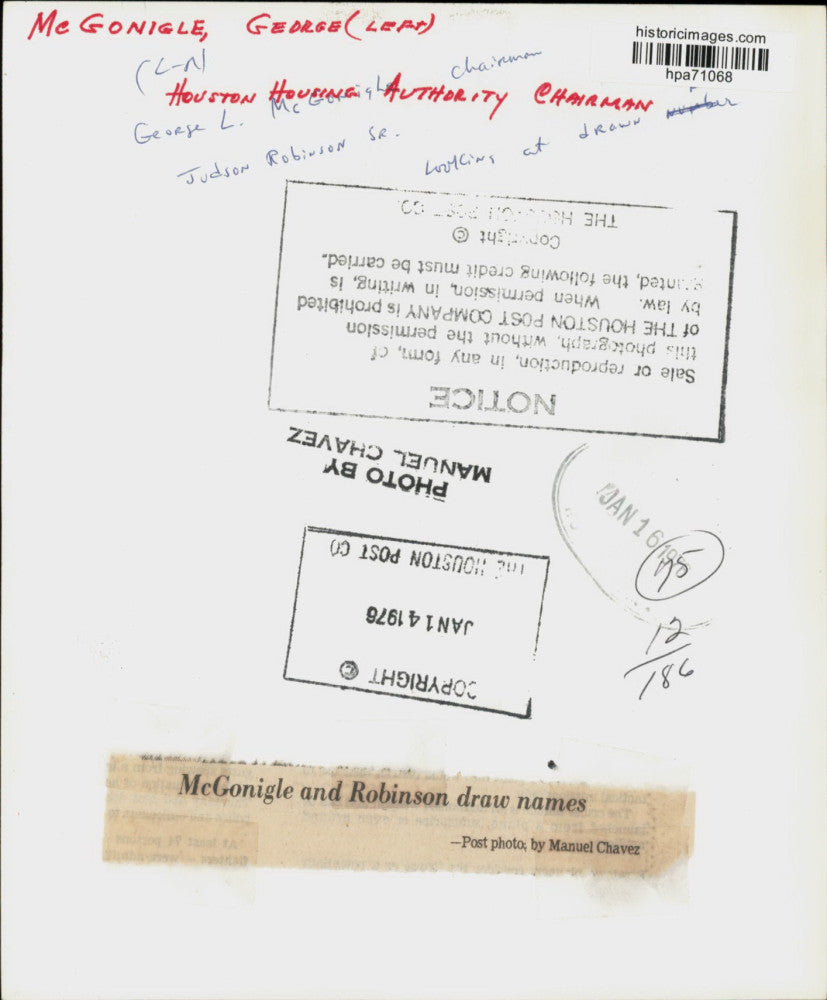 Mc GONIGLE, GEORGE (LEFT)
historicimages.com
hpa71068
(L-R)
chairman
HOUSTON HOUSING AUTHORITY CHAIRMAN
George L. McGonigle
Judson Robinson SR.
Looking at drawn number
NOTICE
Sale or reproduction, in any form, of
this photograph, without the permission
of THE HOUSTON POST COMPANY is prohibited
by law. When permission, in writing, is
granted, the following credit must be carried.
Copyright ©
THE HOUSTON POST CO.
PHOTO BY
MANUEL CHAVEZ
JAN 16
COPYRIGHT ©
JAN 14 1976
THE HOUSTON POST CO
12
186
McGonigle and Robinson draw names
—Post photo, by Manuel Chavez